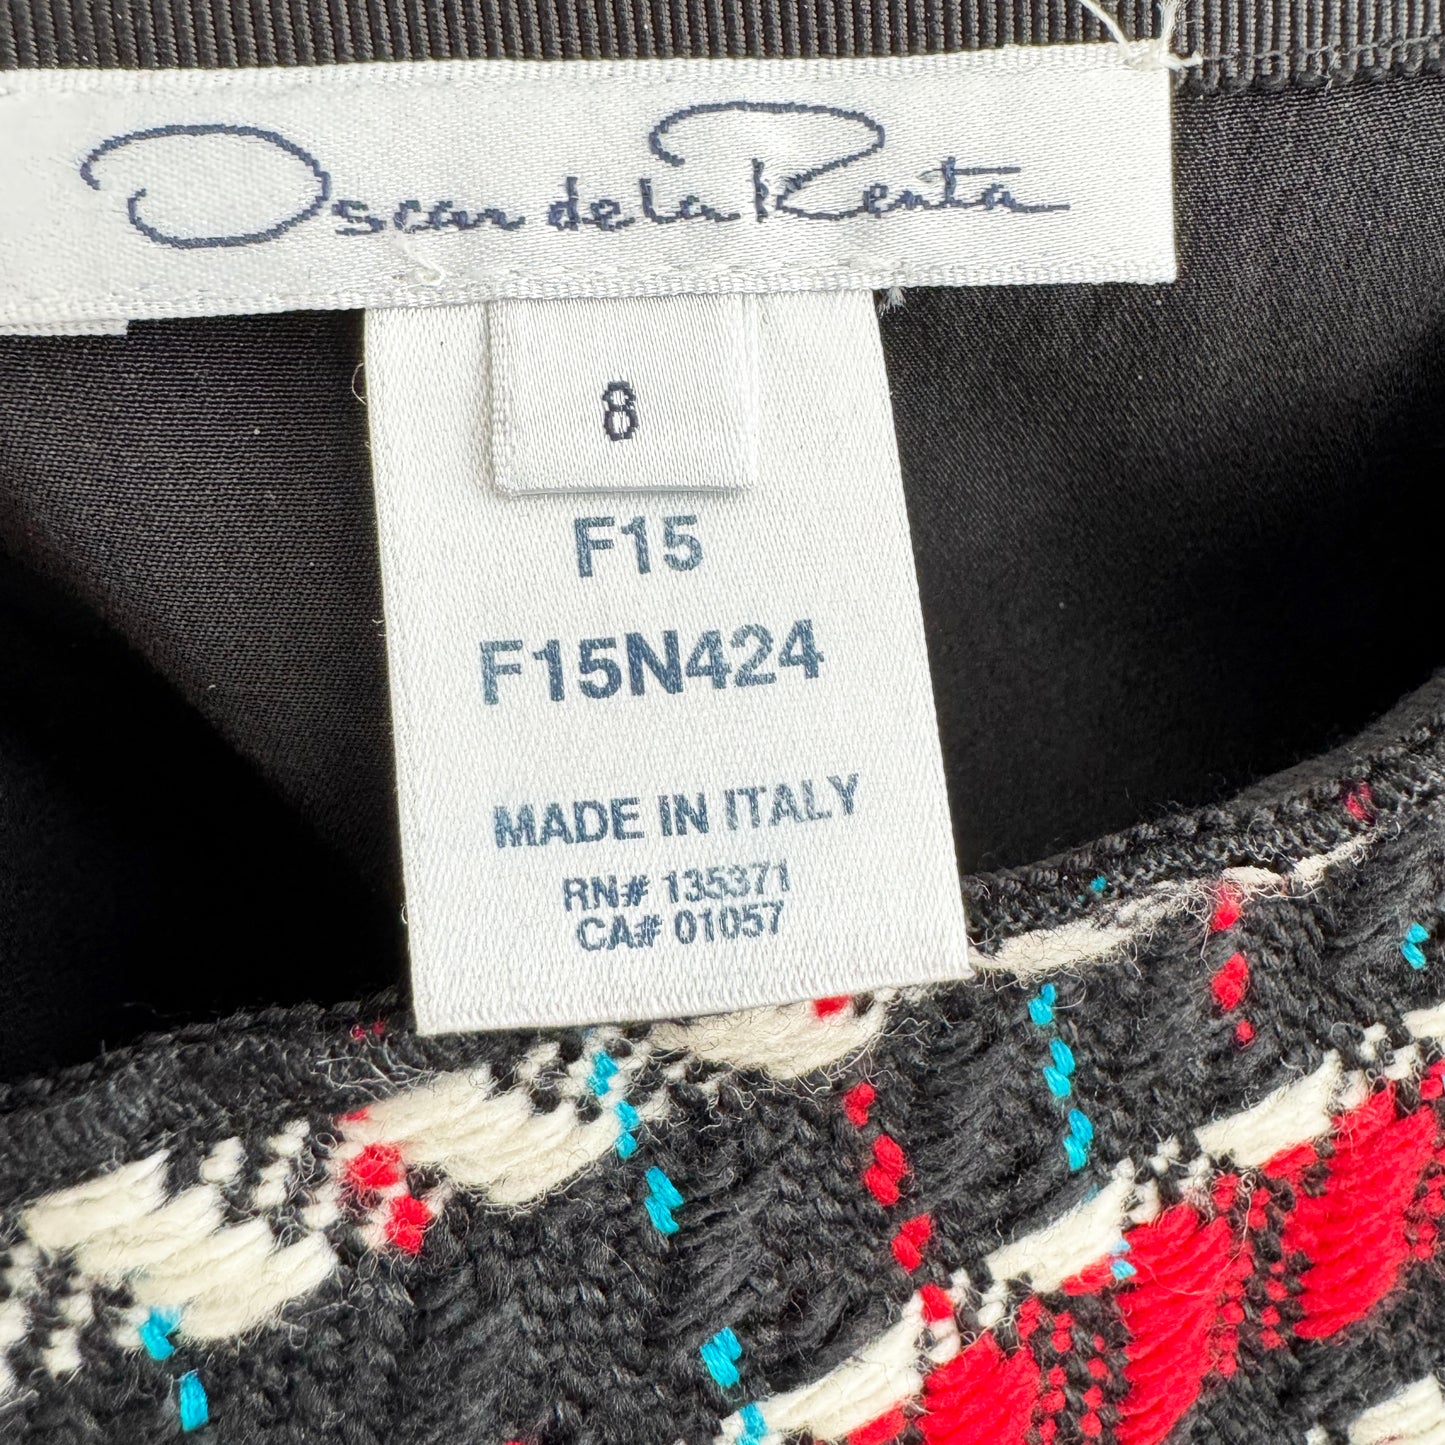 Oscar de la Renta
8
F15
F15N424
MADE IN ITALY
RN# 135371
CA# 01057